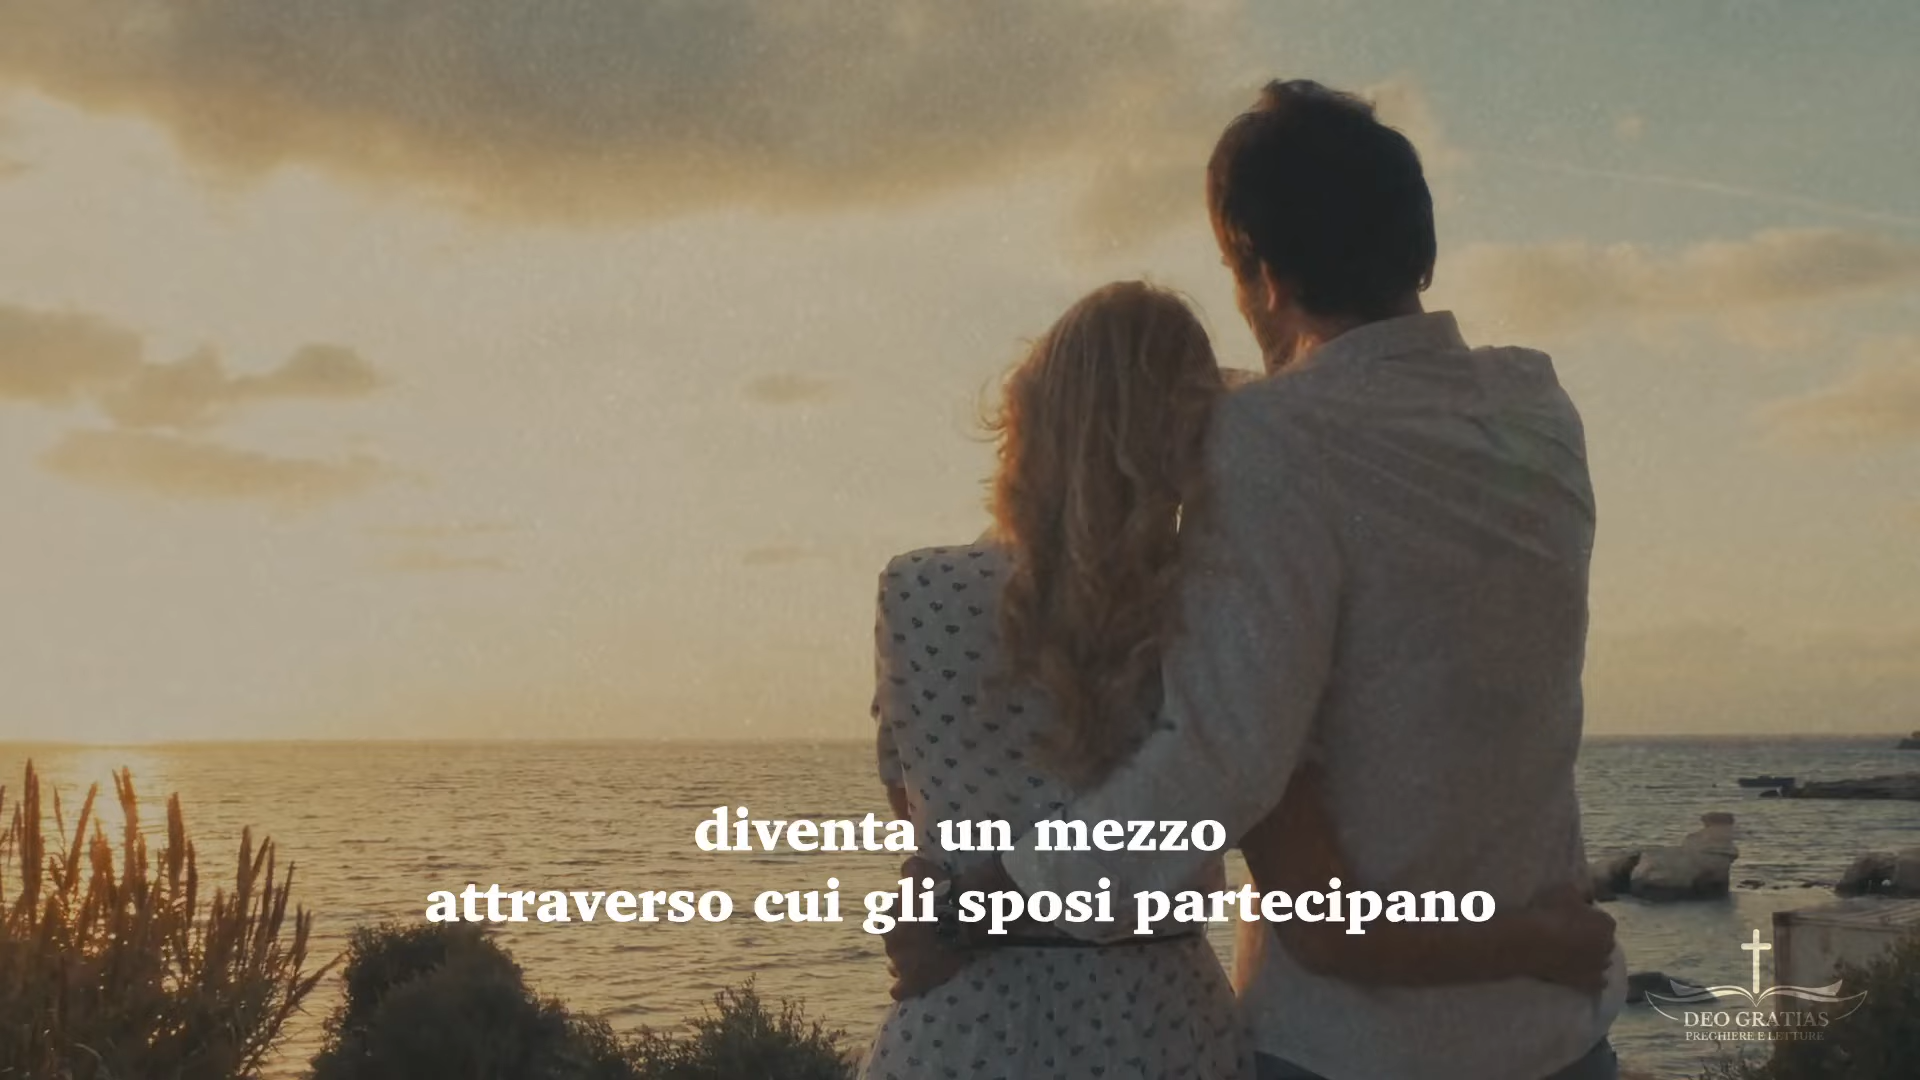 diventa un mezzo
attraverso cui gli sposi partecipano
DEO GRATIAS
PREGHIERE E LETTURE